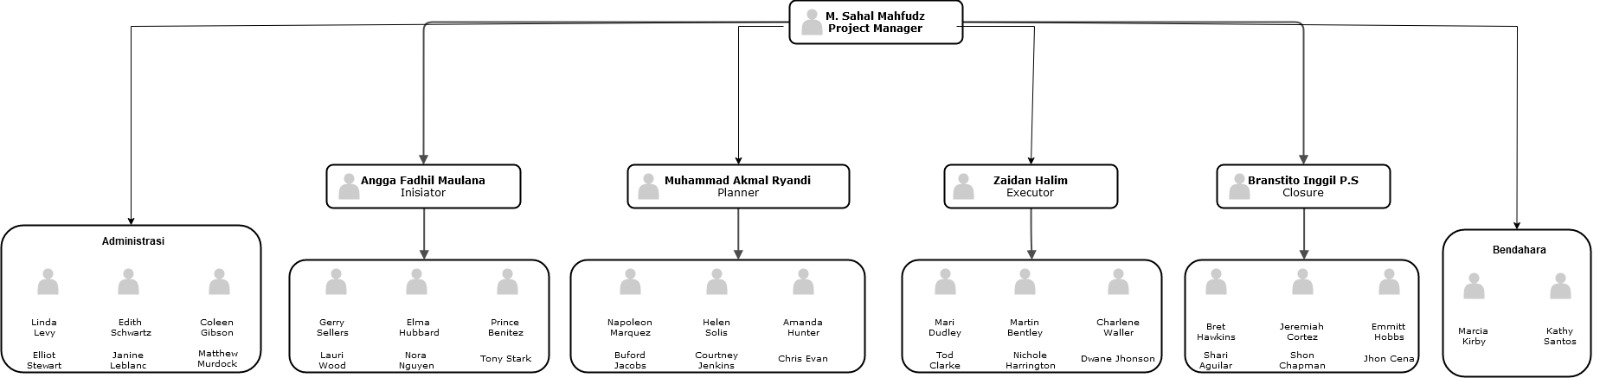 M. Sahal Mahfudz
Project Manager
Angga Fadhil Maulana
Inisiator
Muhammad Akmal Ryandi
Planner
Zaidan Halim
Executor
Branstito Inggil P.S
Closure
Administrasi
Linda
Levy
Edith
Schwartz
Coleen
Gibson
Elliot
Stewart
Janine
Leblanc
Matthew
Murdock
Gerry
Sellers
Elma
Hubbard
Prince
Benitez
Lauri
Wood
Nora
Nguyen
Tony Stark
Napoleon
Marquez
Helen
Solis
Amanda
Hunter
Buford
Jacobs
Courtney
Jenkins
Chris Evan
Mari
Dudley
Martin
Bentley
Charlene
Waller
Tod
Clarke
Nichole
Harrington
Dwane Jhonson
Bret
Hawkins
Jeremiah
Cortez
Emmitt
Hobbs
Shari
Aguilar
Shon
Chapman
Jhon Cena
Bendahara
Marcia
Kirby
Kathy
Santos